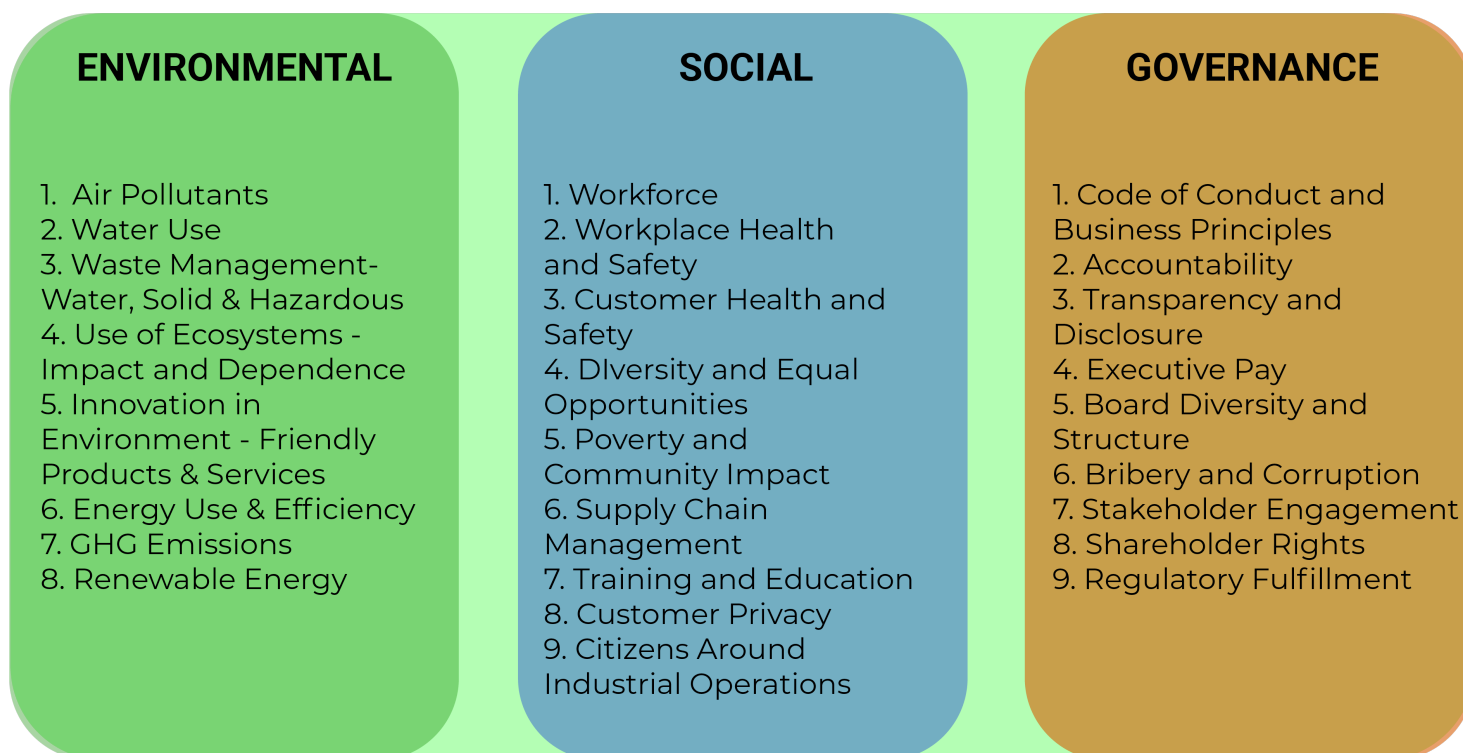 ENVIRONMENTAL
1. Air Pollutants
2. Water Use
3. Waste Management-
Water, Solid & Hazardous
4. Use of Ecosystems -
Impact and Dependence
5. Innovation in
Environment - Friendly
Products & Services
6. Energy Use & Efficiency
7. GHG Emissions
8. Renewable Energy
SOCIAL
1. Workforce
2. Workplace Health
and Safety
3. Customer Health and
Safety
4. DIversity and Equal
Opportunities
5. Poverty and
Community Impact
6. Supply Chain
Management
7. Training and Education
8. Customer Privacy
9. Citizens Around
Industrial Operations
GOVERNANCE
1. Code of Conduct and
Business Principles
2. Accountability
3. Transparency and
Disclosure
4. Executive Pay
5. Board Diversity and
Structure
6. Bribery and Corruption
7. Stakeholder Engagement
8. Shareholder Rights
9. Regulatory Fulfillment